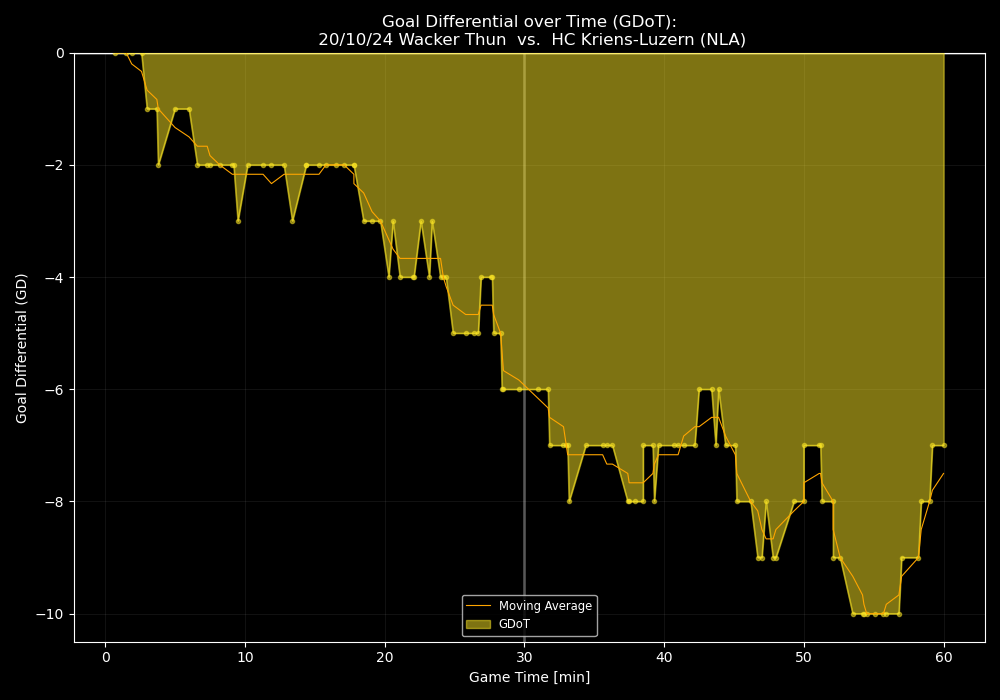 Goal Differential over Time (GDoT):
20/10/24 Wacker Thun  vs.  HC Kriens-Luzern (NLA)
Goal Differential (GD)
0
−2
−4
−6
−8
−10
Moving Average
GDoT
0 10 20 30 40 50 60
Game Time [min]